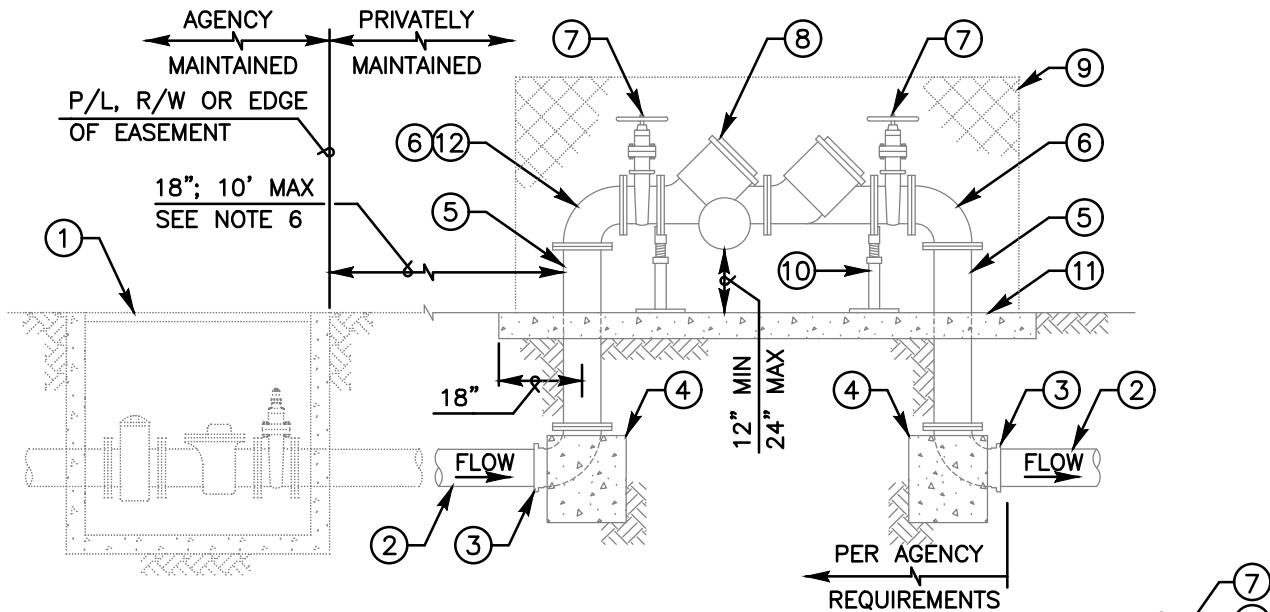 AGENCY
MAINTAINED
PRIVATELY
MAINTAINED
7
8
7
9
P/L, R/W OR EDGE
OF EASEMENT
6 12
6
18"; 10' MAX
SEE NOTE 6
5
5
1
10
11
18"
4
12" MIN
24" MAX
4
3
2
FLOW
FLOW
2
3
PER AGENCY
REQUIREMENTS
7